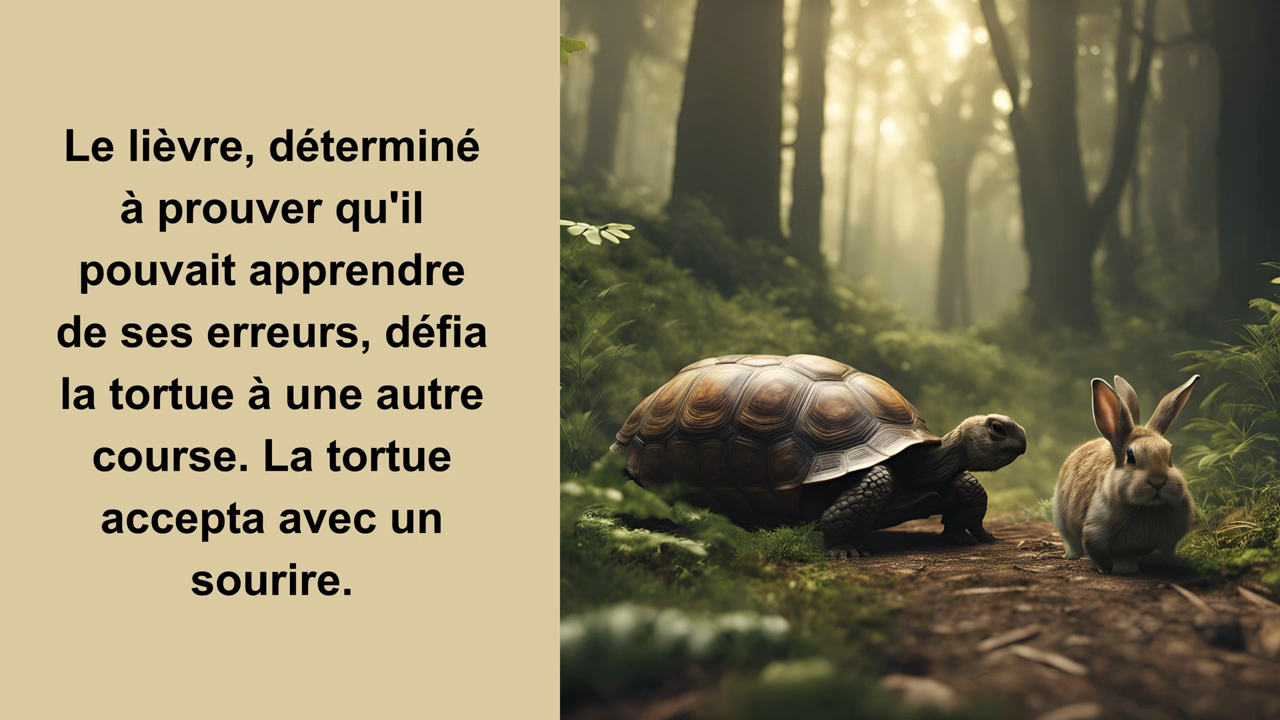 Le lièvre, déterminé
à prouver qu'il
pouvait apprendre
de ses erreurs, défia
la tortue à une autre
course. La tortue
accepta avec un
sourire.